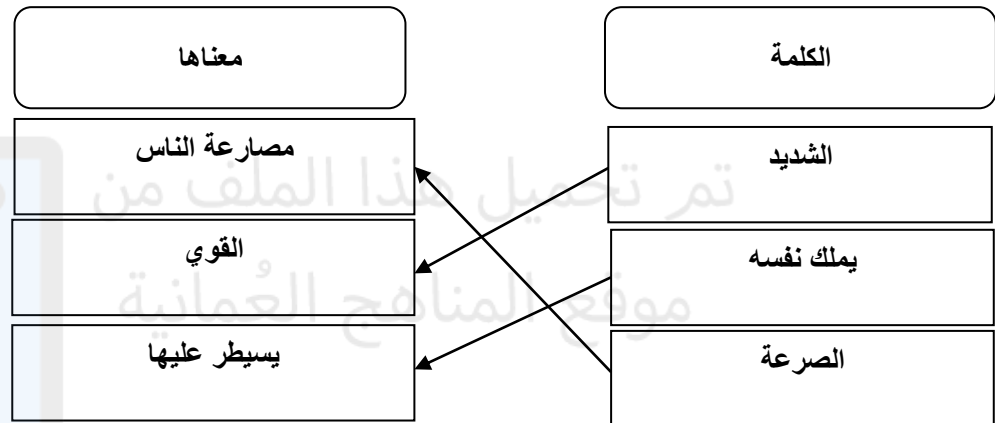 الكلمة
معناها
الشديد
مصارعة الناس
يملك نفسه
القوي
الصرعة
يسيطر عليها
تم تحميل هذا الملف من
موقع المناهج العُمانية